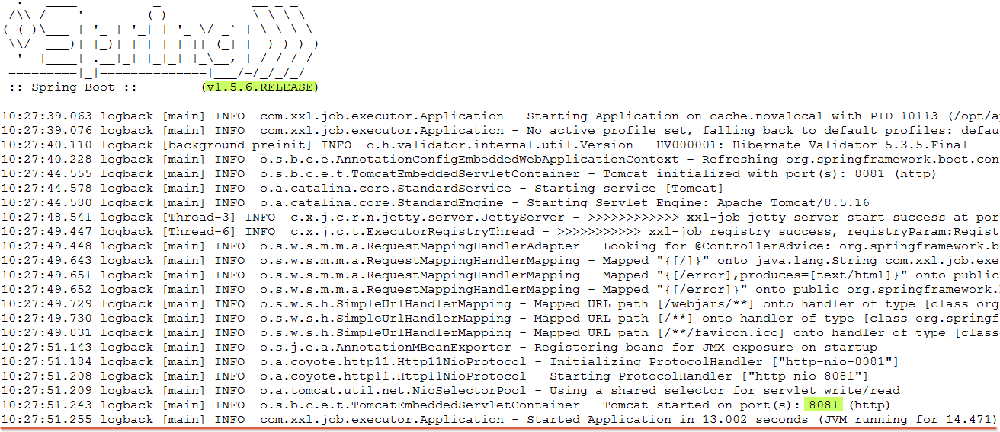 .   ____          _            __ _ _
 /\\ / ___'_ __ _ _(_)_ __  __ _ \ \ \ \
( ( )\___ | '_ | '_| | '_ \/ _` | \ \ \ \
 \\/  ___)| |_)| | | | | || (_| |  ) ) ) )
  '  |____| .__|_| |_|_| |_\__, | / / / /
 =========|_|==============|___/=/_/_/_/
 :: Spring Boot ::        (v1.5.6.RELEASE)
10:27:39.063 logback [main] INFO  com.xxl.job.executor.Application - Starting Application on cache.novalocal with PID 10113 (/opt/a
10:27:39.076 logback [main] INFO  com.xxl.job.executor.Application - No active profile set, falling back to default profiles: defau
10:27:40.110 logback [background-preinit] INFO  o.h.validator.internal.util.Version - HV000001: Hibernate Validator 5.3.5.Final
10:27:40.228 logback [main] INFO  o.s.b.c.e.AnnotationConfigEmbeddedWebApplicationContext - Refreshing org.springframework.boot.con
10:27:44.555 logback [main] INFO  o.s.b.c.e.t.TomcatEmbeddedServletContainer - Tomcat initialized with port(s): 8081 (http)
10:27:44.578 logback [main] INFO  o.a.catalina.core.StandardService - Starting service [Tomcat]
10:27:44.580 logback [main] INFO  o.a.catalina.core.StandardEngine - Starting Servlet Engine: Apache Tomcat/8.5.16
10:27:48.541 logback [Thread-3] INFO  c.x.j.c.r.n.jetty.server.JettyServer - >>>>>>>>>>>> xxl-job jetty server start success at por
10:27:49.447 logback [Thread-6] INFO  c.x.j.c.t.ExecutorRegistryThread - >>>>>>>>>>> xxl-job registry success, registryParam:Regist
10:27:49.448 logback [main] INFO  o.s.w.s.m.m.a.RequestMappingHandlerAdapter - Looking for @ControllerAdvice: org.springframework.b
10:27:49.643 logback [main] INFO  o.s.w.s.m.m.a.RequestMappingHandlerMapping - Mapped "{[/]}" onto java.lang.String com.xxl.job.exe
10:27:49.651 logback [main] INFO  o.s.w.s.m.m.a.RequestMappingHandlerMapping - Mapped "{[/error],produces=[text/html]}" onto public
10:27:49.652 logback [main] INFO  o.s.w.s.m.m.a.RequestMappingHandlerMapping - Mapped "{[/error]}" onto public org.springframework.
10:27:49.729 logback [main] INFO  o.s.w.s.h.SimpleUrlHandlerMapping - Mapped URL path [/webjars/**] onto handler of type [class org
10:27:49.730 logback [main] INFO  o.s.w.s.h.SimpleUrlHandlerMapping - Mapped URL path [/**] onto handler of type [class org.springf
10:27:49.831 logback [main] INFO  o.s.w.s.h.SimpleUrlHandlerMapping - Mapped URL path [/**/favicon.ico] onto handler of type [class
10:27:51.143 logback [main] INFO  o.s.j.e.a.AnnotationMBeanExporter - Registering beans for JMX exposure on startup
10:27:51.184 logback [main] INFO  o.a.coyote.http11.Http11NioProtocol - Initializing ProtocolHandler ["http-nio-8081"]
10:27:51.208 logback [main] INFO  o.a.coyote.http11.Http11NioProtocol - Starting ProtocolHandler ["http-nio-8081"]
10:27:51.209 logback [main] INFO  o.a.tomcat.util.net.NioSelectorPool - Using a shared selector for servlet write/read
10:27:51.243 logback [main] INFO  o.s.b.c.e.t.TomcatEmbeddedServletContainer - Tomcat started on port(s): 8081 (http)
10:27:51.255 logback [main] INFO  com.xxl.job.executor.Application - Started Application in 13.002 seconds (JVM running for 14.471)